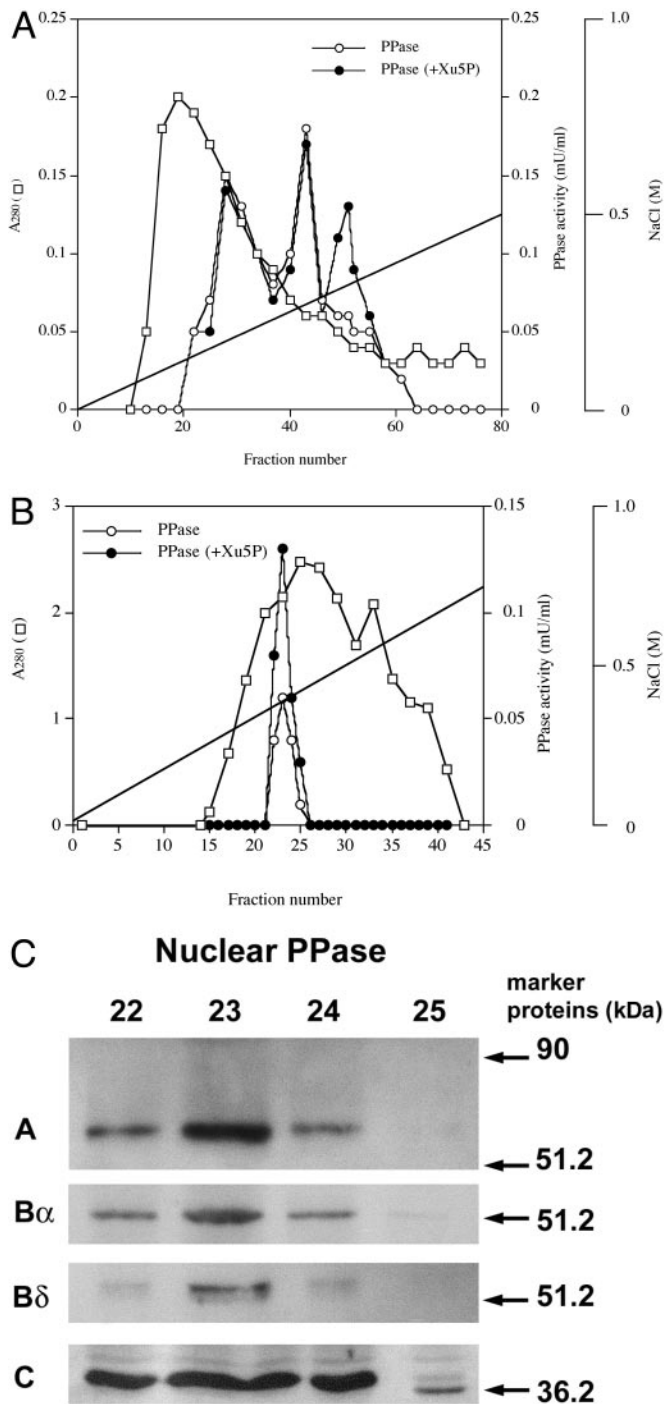 A
PPase
PPase (+Xu5P)
0.25
0.2
0.15
0.1
0.05
0
A280 (□)
0.25
0.2
0.15
0.1
0.05
0
PPase activity (mU/ml)
1.0
0.5
0
NaCl (M)
0 20 40 60 80
Fraction number
B
PPase
PPase (+Xu5P)
3
2
1
0
A280 (□)
0.15
0.1
0.05
0
PPase activity (mU/ml)
1.0
0.5
0
NaCl (M)
0 5 10 15 20 25 30 35 40 45
Fraction number
C
Nuclear PPase
22 23 24 25
marker
proteins (kDa)
90
A
51.2
Bα
51.2
Bδ
51.2
C
36.2